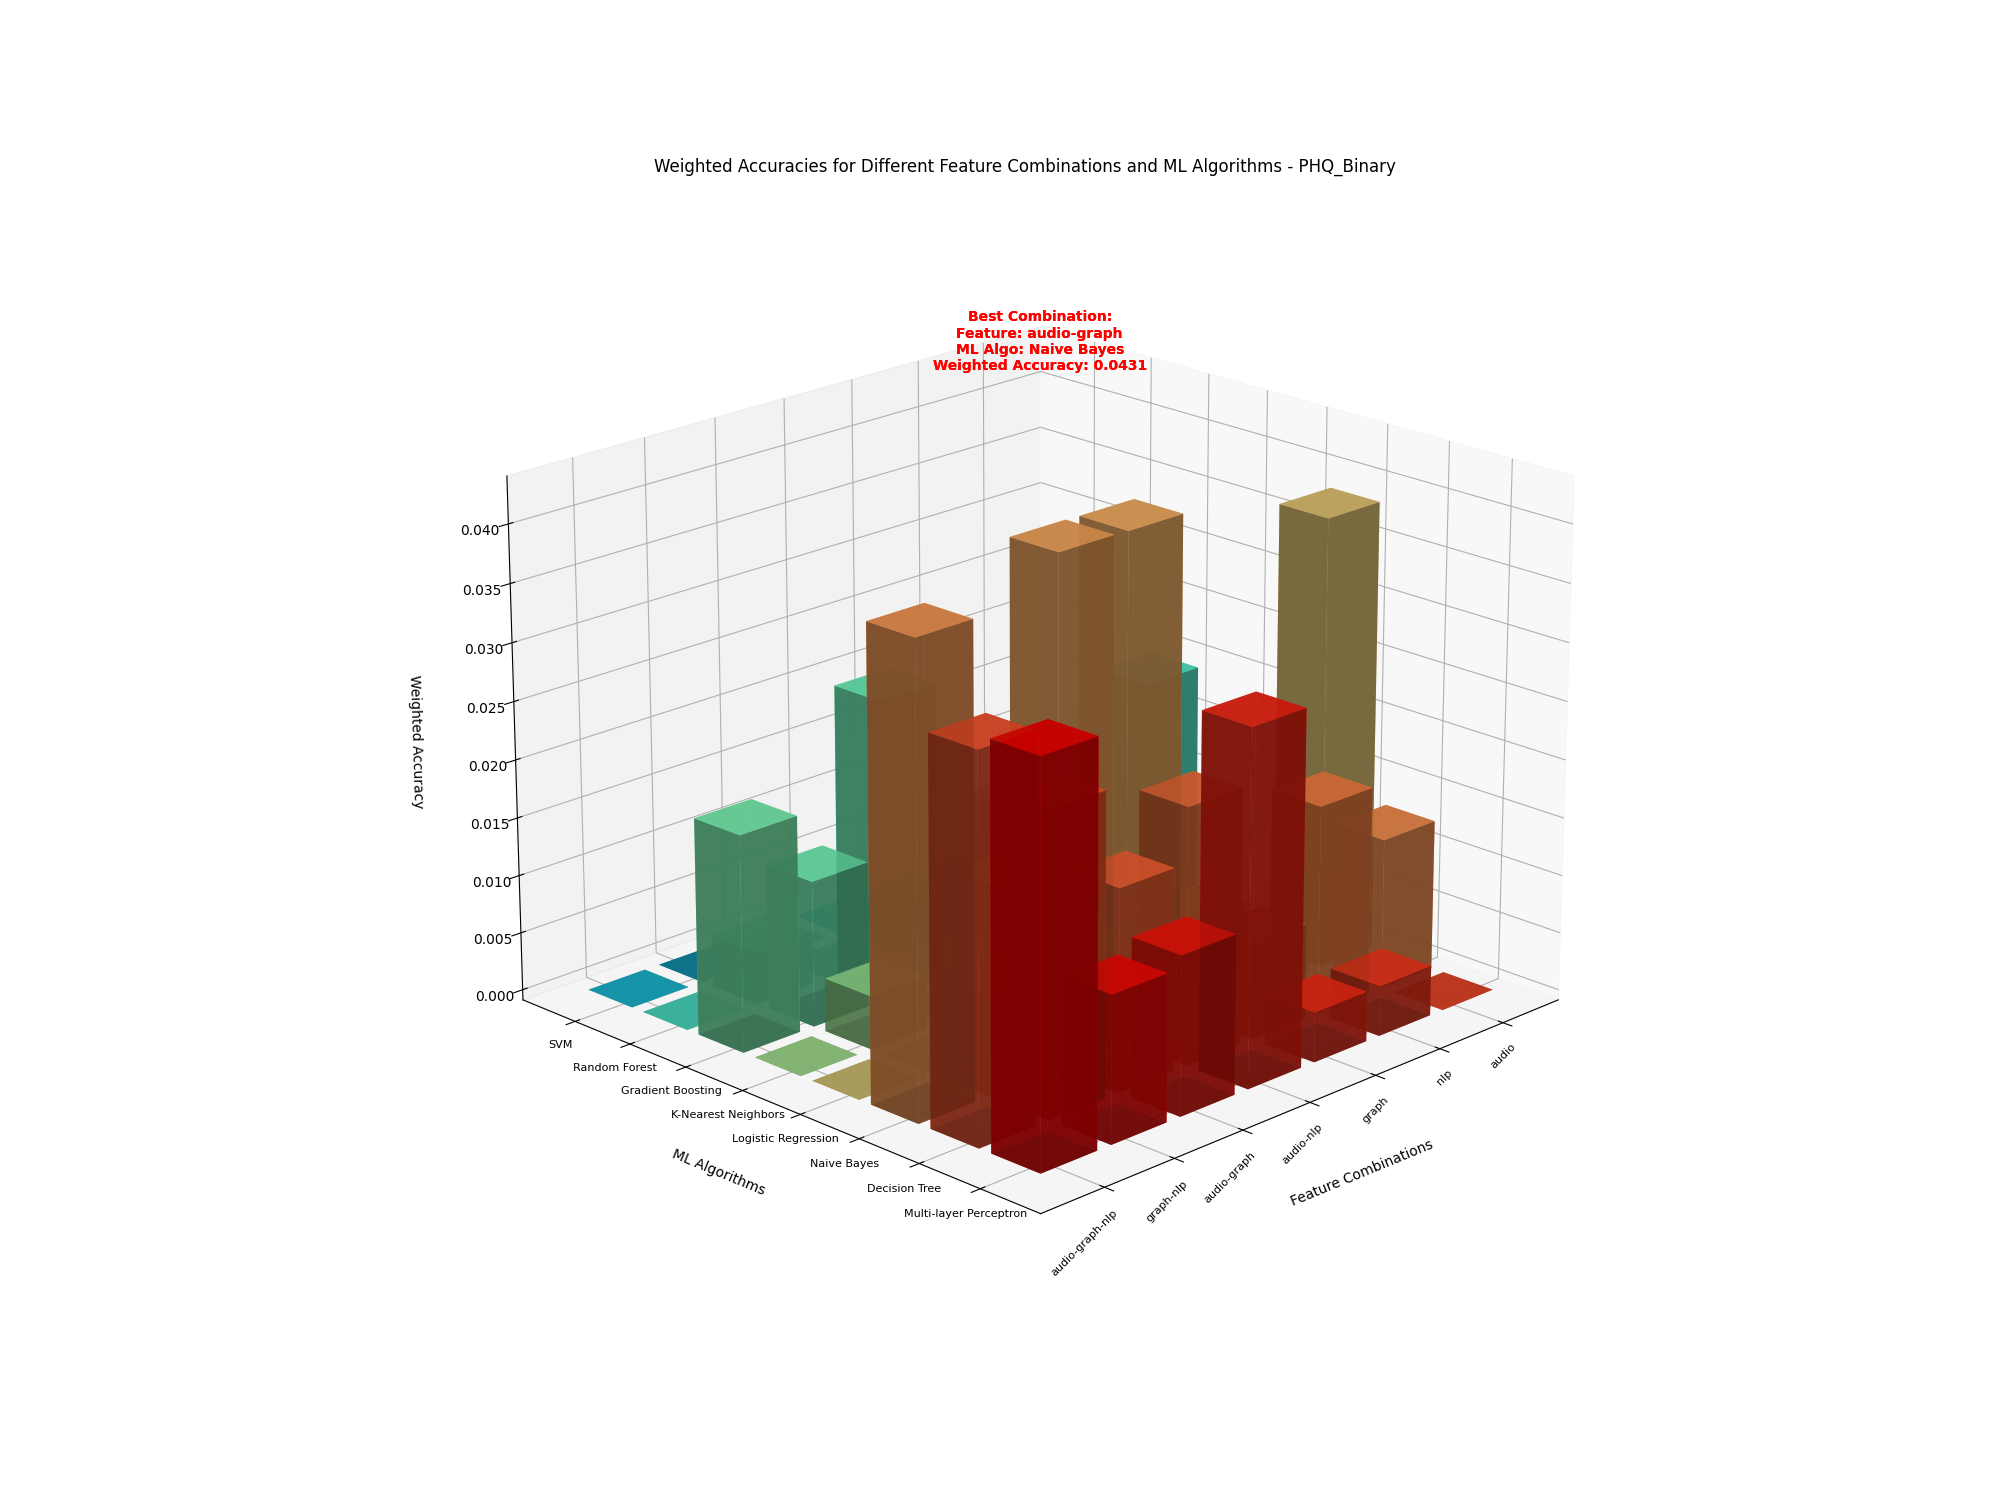 Weighted Accuracies for Different Feature Combinations and ML Algorithms - PHQ_Binary
Best Combination:
Feature: audio-graph
ML Algo: Naive Bayes
Weighted Accuracy: 0.0431
0.040
0.035
0.030
0.025
0.020
0.015
0.010
0.005
0.000
Weighted Accuracy
SVM
Random Forest
Gradient Boosting
K-Nearest Neighbors
Logistic Regression
Naive Bayes
Decision Tree
Multi-layer Perceptron
ML Algorithms
audio-graph-nlp
graph-nlp
audio-graph
audio-nlp
graph
nlp
audio
Feature Combinations